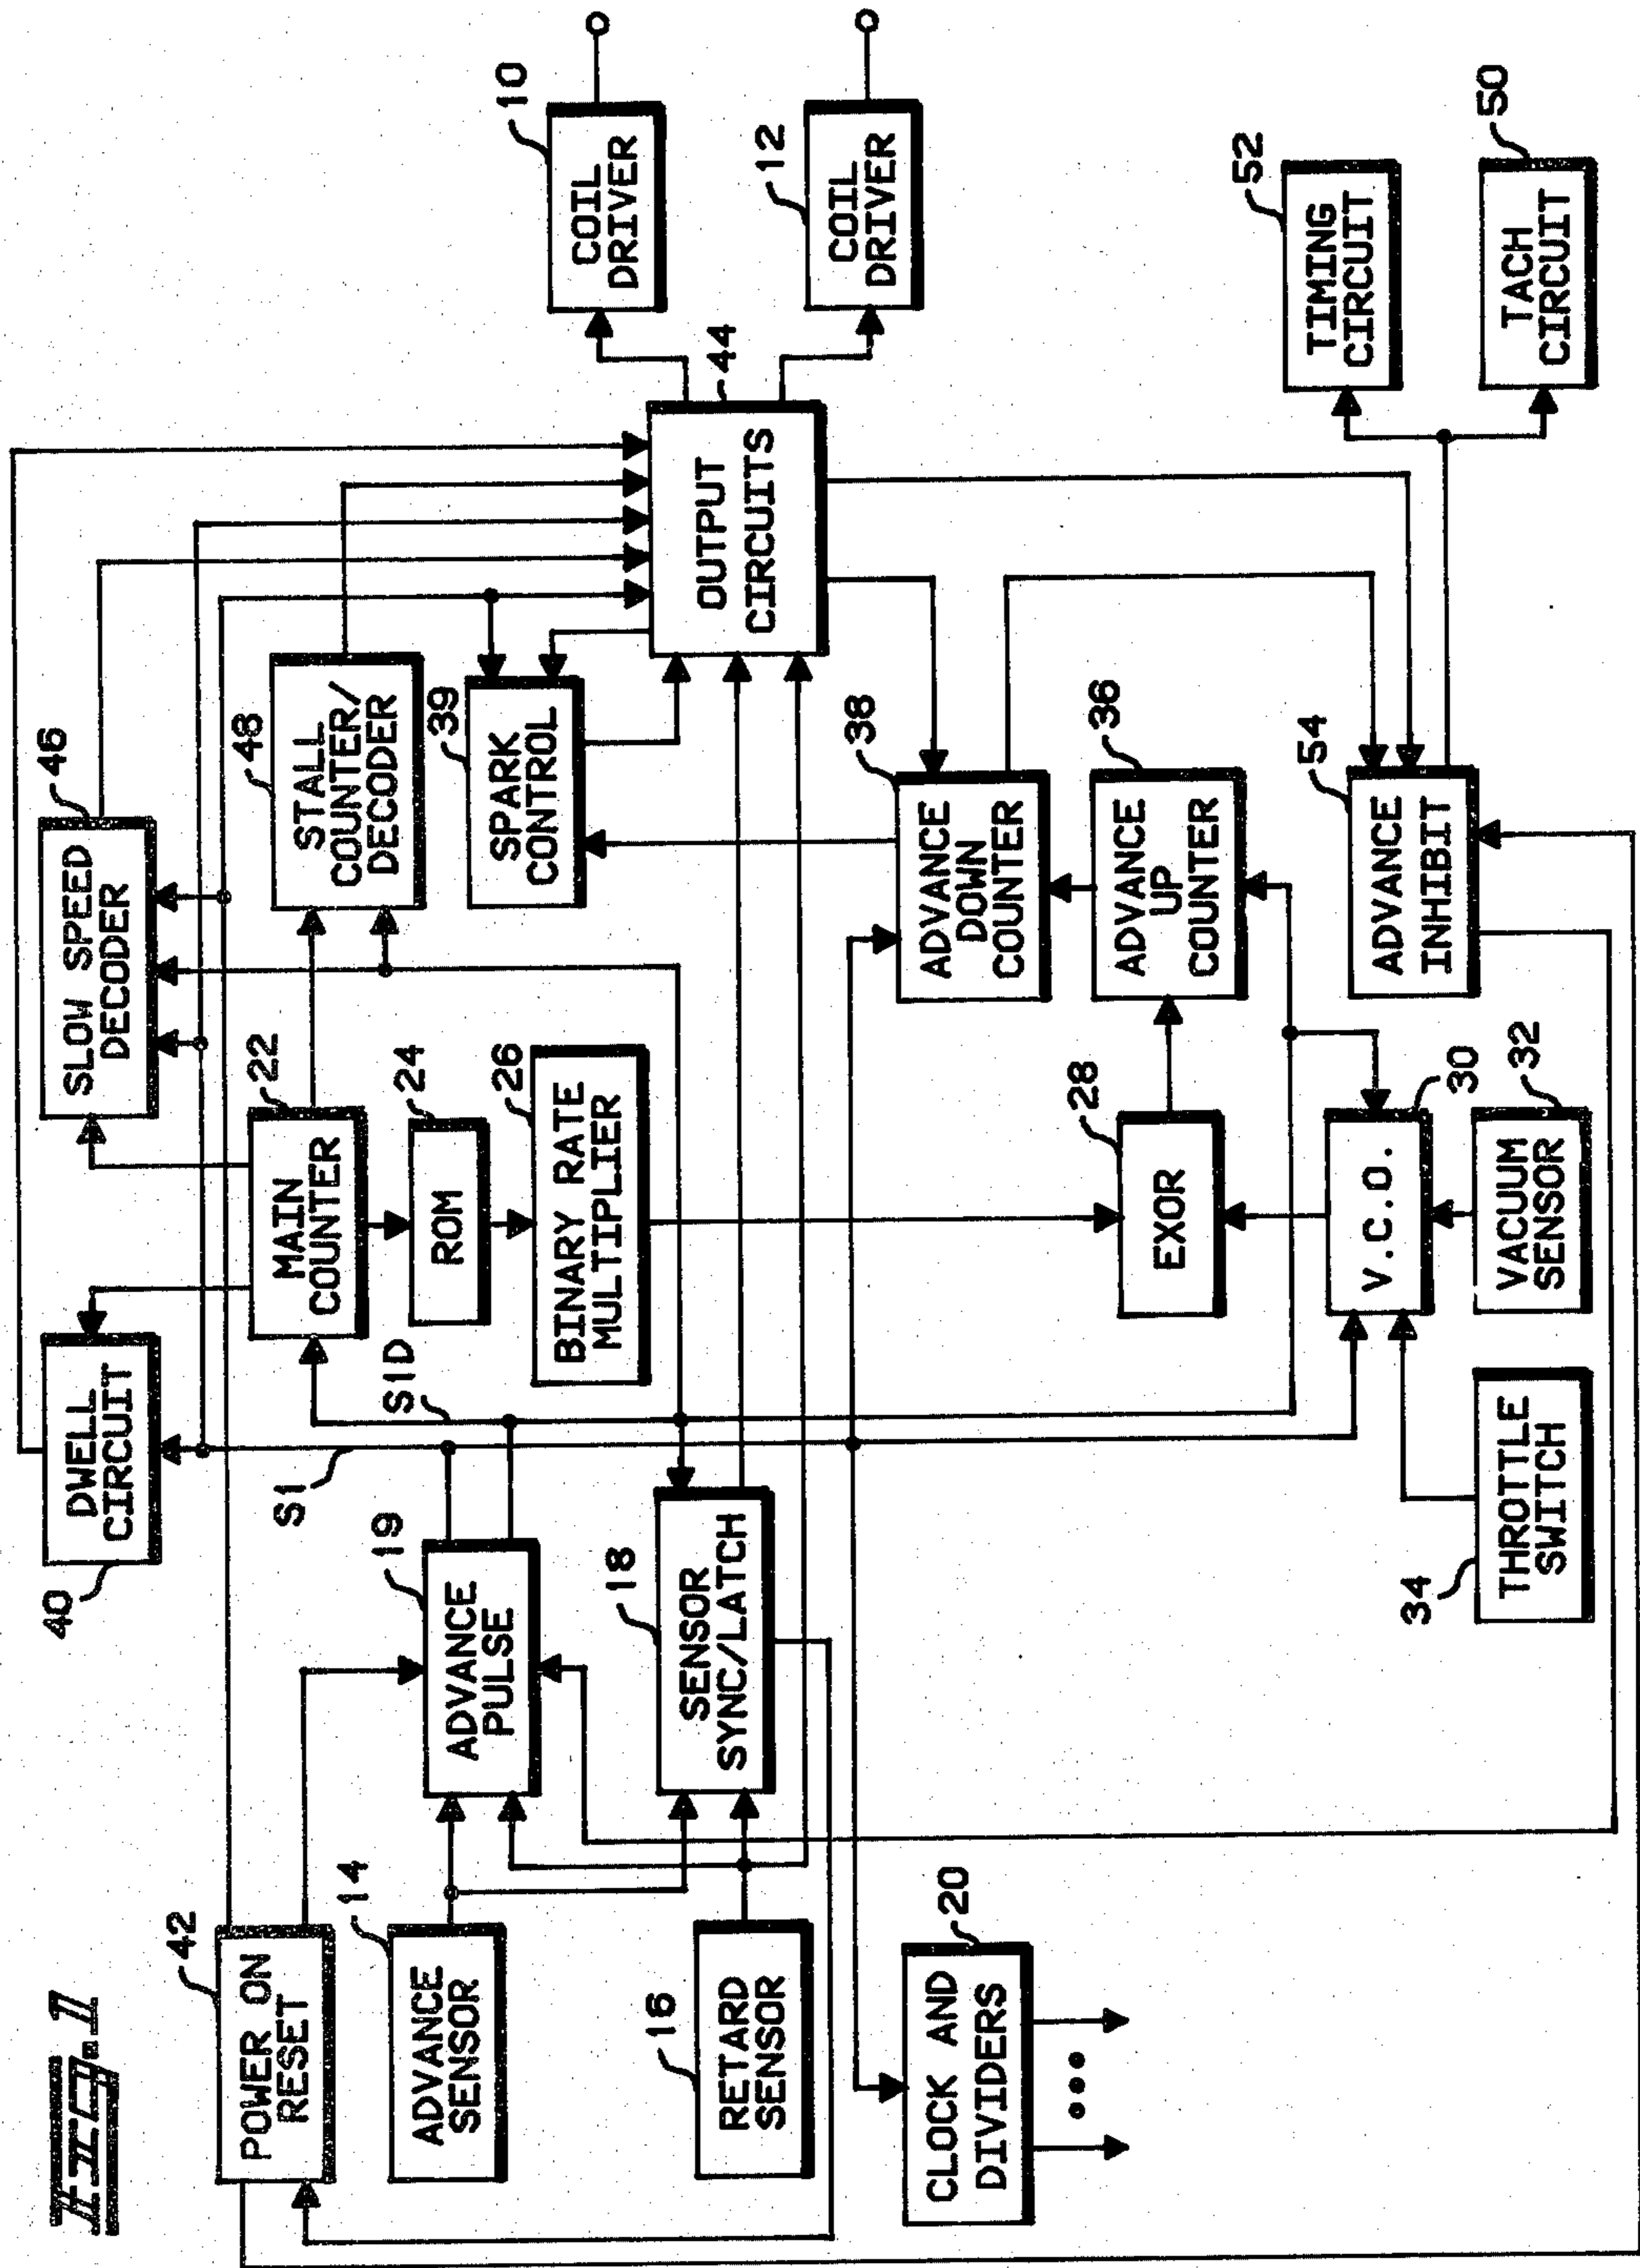 FIG. 1
POWER ON
RESET
42
ADVANCE
SENSOR
14
RETARD
SENSOR
16
CLOCK AND
DIVIDERS
20
DWELL
CIRCUIT
40
S1
S1D
ADVANCE
PULSE
19
SENSOR
SYNC/LATCH
18
THROTTLE
SWITCH
34
SLOW SPEED
DECODER
46
MAIN
COUNTER
22
ROM
24
BINARY RATE
MULTIPLIER
26
EXOR
28
V.C.O.
30
VACUUM
SENSOR
32
STALL
COUNTER/
DECODER
48
SPARK
CONTROL
39
ADVANCE
DOWN
COUNTER
38
ADVANCE
UP
COUNTER
36
ADVANCE
INHIBIT
54
OUTPUT
CIRCUITS
44
COIL
DRIVER
10
COIL
DRIVER
12
TIMING
CIRCUIT
52
TACH
CIRCUIT
50